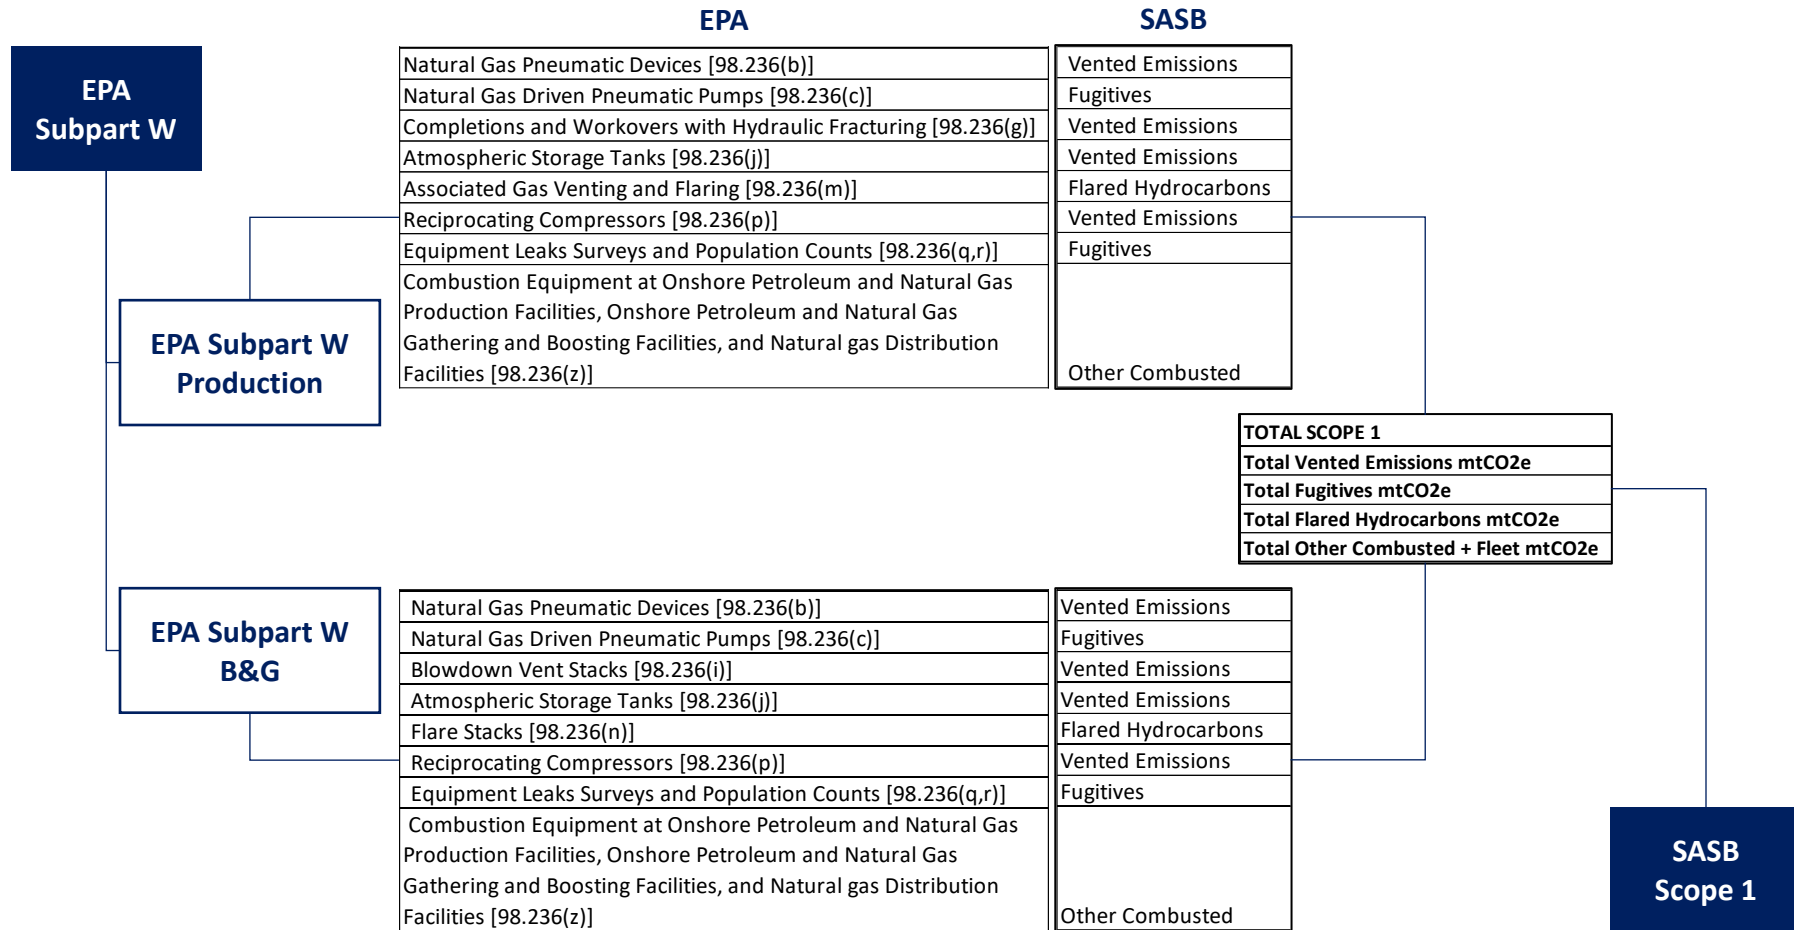 EPA
SASB
EPA
Subpart W
Natural Gas Pneumatic Devices [98.236(b)]
Vented Emissions
Natural Gas Driven Pneumatic Pumps [98.236(c)]
Fugitives
Completions and Workovers with Hydraulic Fracturing [98.236(g)]
Vented Emissions
Atmospheric Storage Tanks [98.236(j)]
Vented Emissions
Associated Gas Venting and Flaring [98.236(m)]
Flared Hydrocarbons
Reciprocating Compressors [98.236(p)]
Vented Emissions
Equipment Leaks Surveys and Population Counts [98.236(q,r)]
Fugitives
Combustion Equipment at Onshore Petroleum and Natural Gas
Production Facilities, Onshore Petroleum and Natural Gas
Gathering and Boosting Facilities, and Natural gas Distribution
Facilities [98.236(z)]
Other Combusted
EPA Subpart W
Production
TOTAL SCOPE 1
Total Vented Emissions mtCO2e
Total Fugitives mtCO2e
Total Flared Hydrocarbons mtCO2e
Total Other Combusted + Fleet mtCO2e
EPA Subpart W
B&G
Natural Gas Pneumatic Devices [98.236(b)]
Vented Emissions
Natural Gas Driven Pneumatic Pumps [98.236(c)]
Fugitives
Blowdown Vent Stacks [98.236(i)]
Vented Emissions
Atmospheric Storage Tanks [98.236(j)]
Vented Emissions
Flare Stacks [98.236(n)]
Flared Hydrocarbons
Reciprocating Compressors [98.236(p)]
Vented Emissions
Equipment Leaks Surveys and Population Counts [98.236(q,r)]
Fugitives
Combustion Equipment at Onshore Petroleum and Natural Gas
Production Facilities, Onshore Petroleum and Natural Gas
Gathering and Boosting Facilities, and Natural gas Distribution
Facilities [98.236(z)]
Other Combusted
SASB
Scope 1